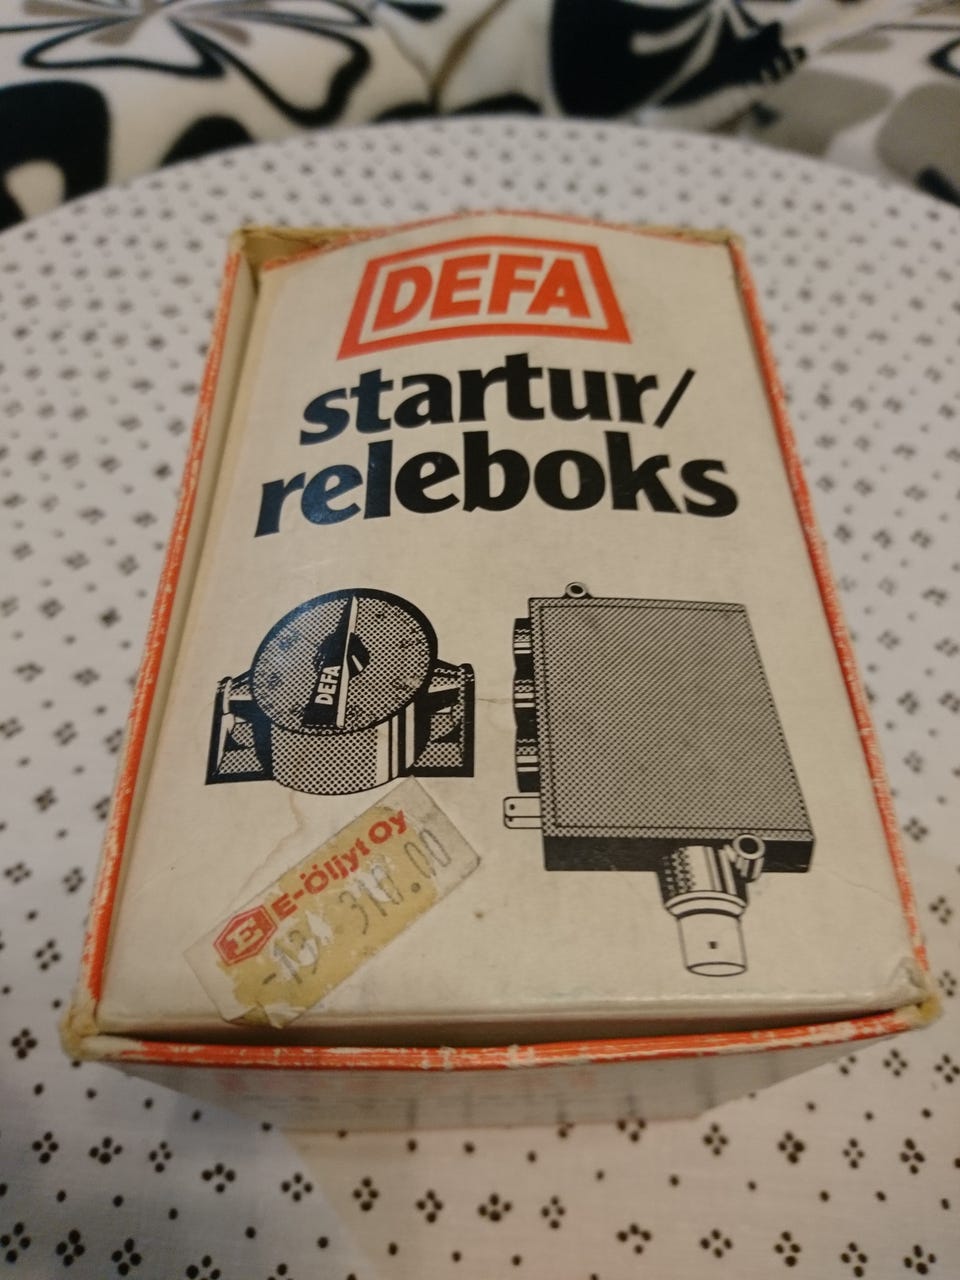 DEFA
startur/
releboks
DEFA
E
E-Öljyt Oy